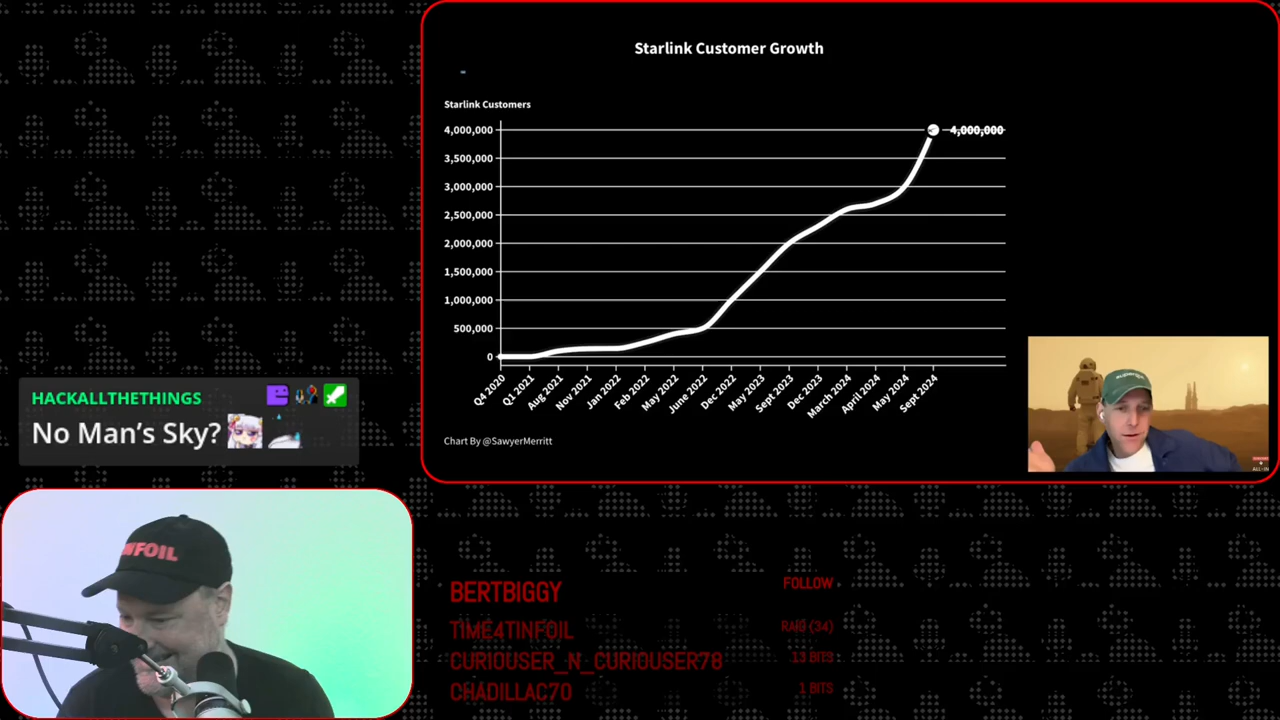 Starlink Customer Growth
Starlink Customers
4,000,000
4,000,000
3,500,000
3,000,000
2,500,000
2,000,000
1,500,000
1,000,000
500,000
0
Q4 2020
Q1 2021
Aug 2021
Nov 2021
Jan 2022
Feb 2022
May 2022
June 2022
Dec 2022
May 2023
Sept 2023
Dec 2023
March 2024
April 2024
May 2024
Sept 2024
Chart By @SawyerMerritt
ALL-IN
HACKALLTHETHINGS
No Man's Sky?
NFOIL
BERTBIGGY FOLLOW
TIME4TINFOIL RAID (34)
CURIOUSER_N_CURIOUSER78 13 BITS
CHADILLAC70 1 BITS